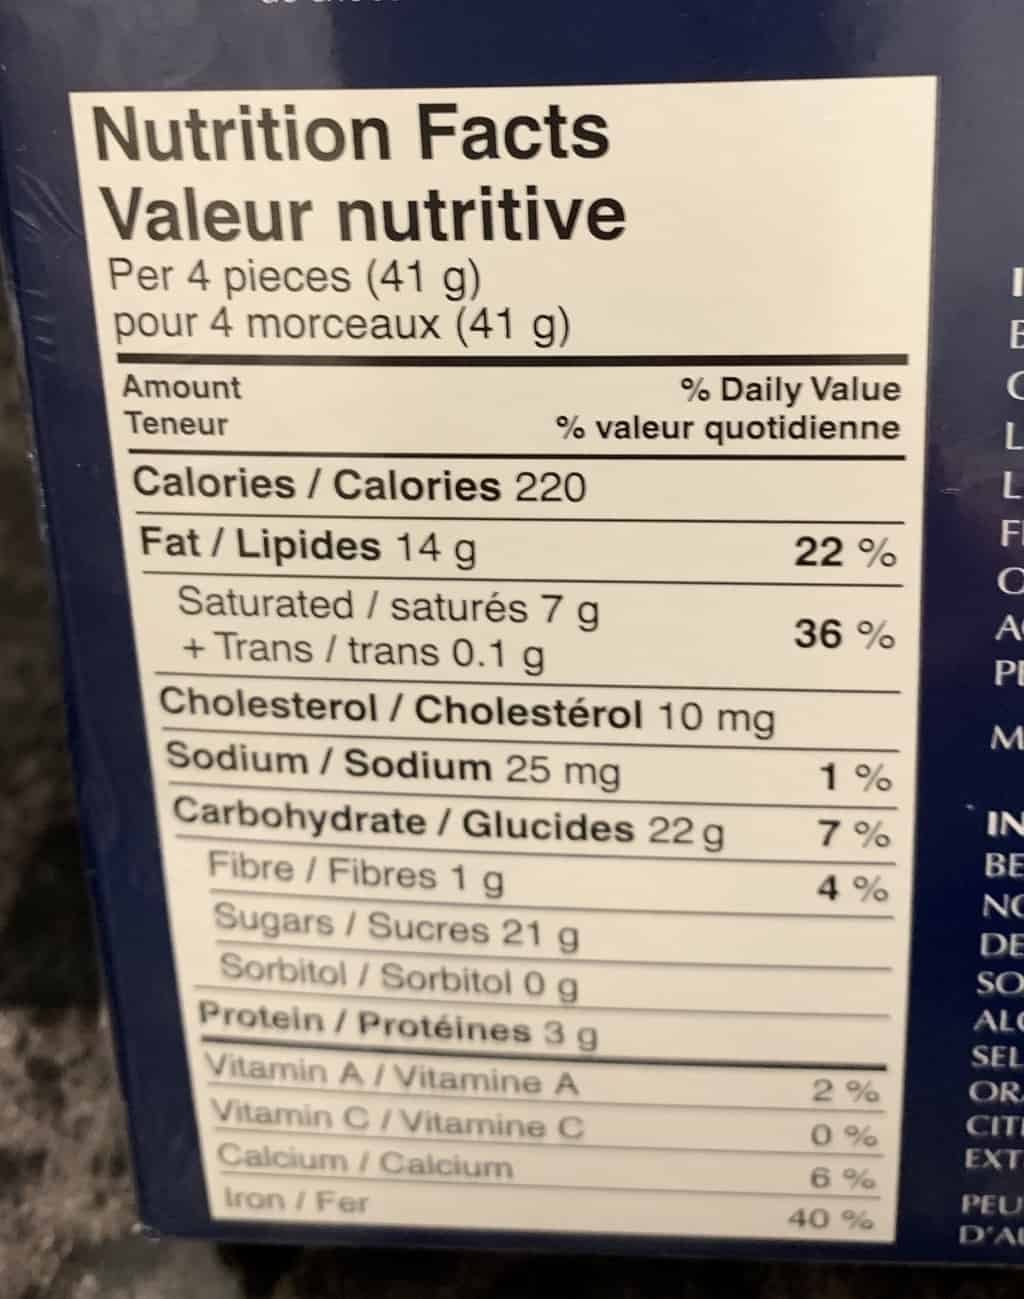 Nutrition Facts
Valeur nutritive
Per 4 pieces (41 g)
pour 4 morceaux (41 g)
Amount % Daily Value
Teneur % valeur quotidienne
Calories / Calories 220
Fat / Lipides 14 g 22 %
Saturated / saturés 7 g
+ Trans / trans 0.1 g 36 %
Cholesterol / Cholestérol 10 mg
Sodium / Sodium 25 mg 1 %
Carbohydrate / Glucides 22 g 7 %
Fibre / Fibres 1 g 4 %
Sugars / Sucres 21 g
Sorbitol / Sorbitol 0 g
Protein / Protéines 3 g
Vitamin A / Vitamine A 2 %
Vitamin C / Vitamine C 0 %
Calcium / Calcium 6 %
Iron / Fer 40 %